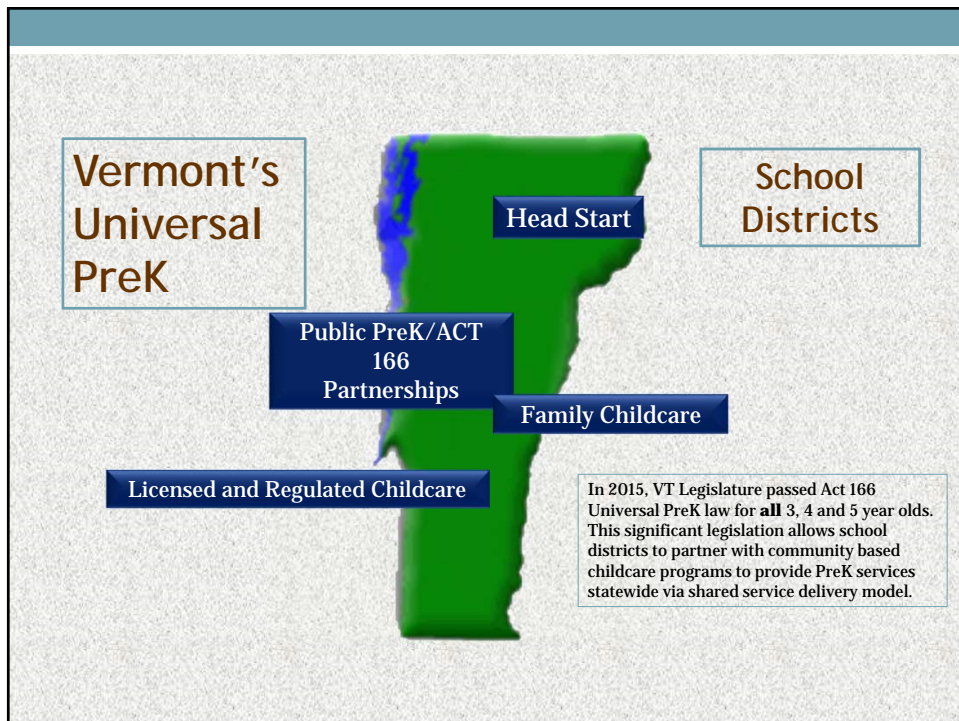 Vermont's
Universal
PreK
School
Districts
Head Start
Public PreK/ACT
166
Partnerships
Family Childcare
Licensed and Regulated Childcare
In 2015, VT Legislature passed Act 166
Universal PreK law for all 3, 4 and 5 year olds.
This significant legislation allows school
districts to partner with community based
childcare programs to provide PreK services
statewide via shared service delivery model.